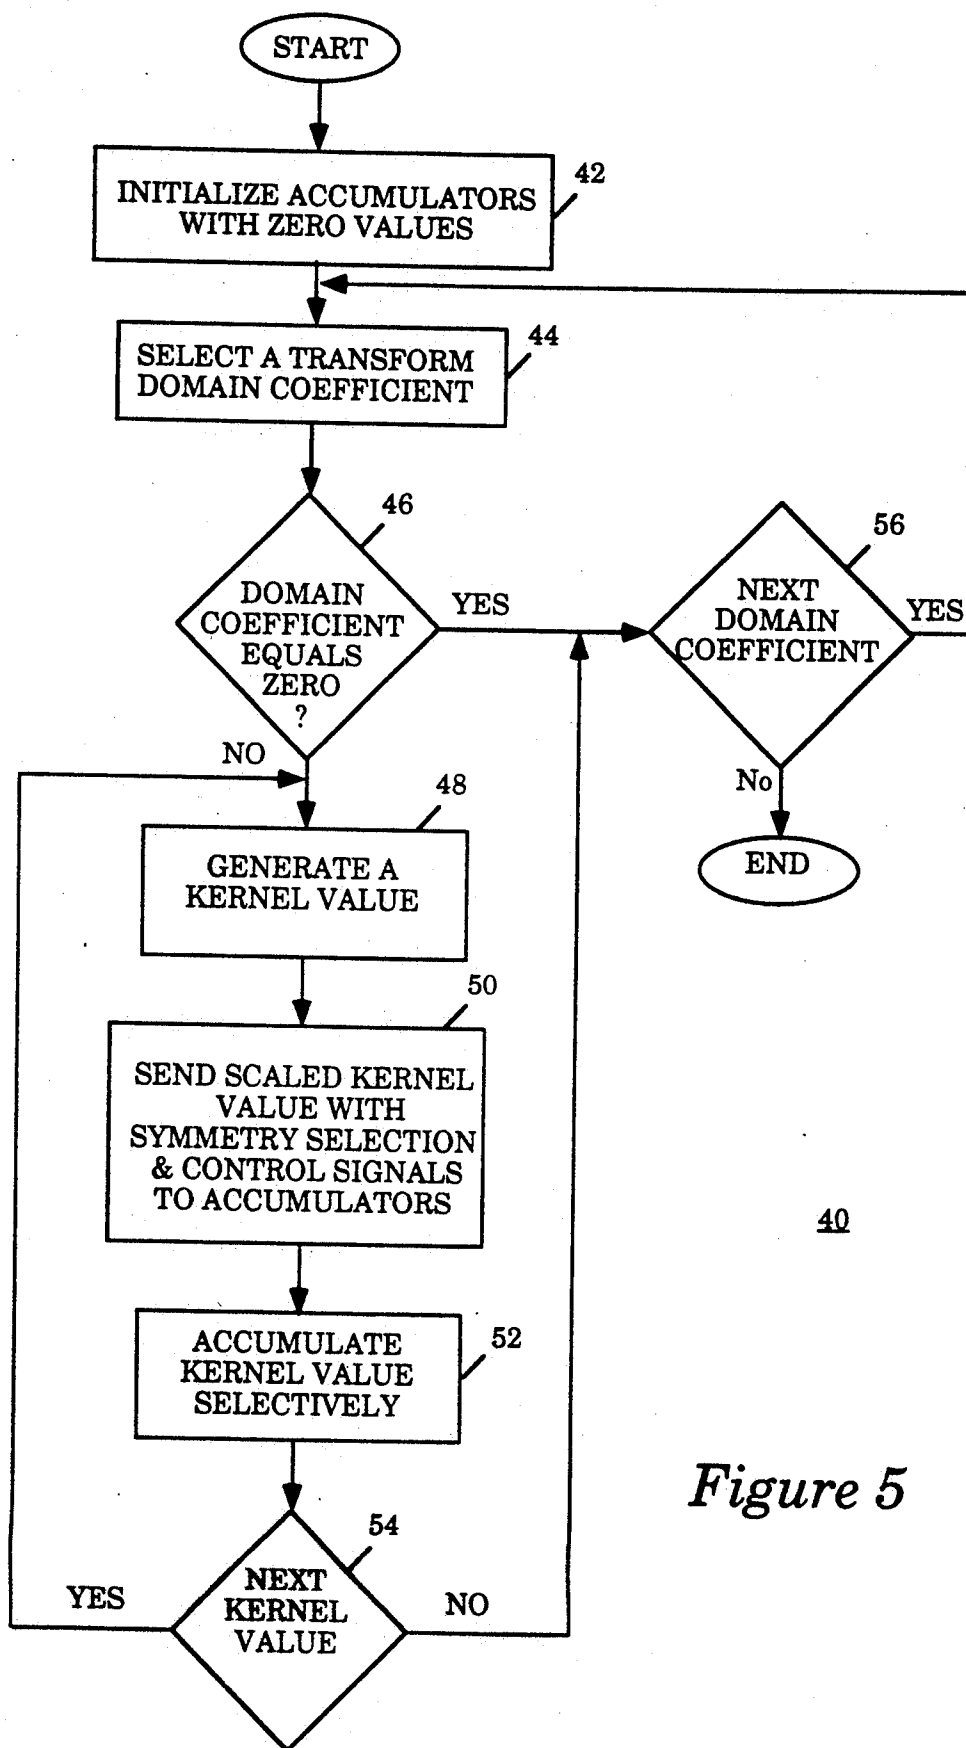 START
42
INITIALIZE ACCUMULATORS
WITH ZERO VALUES
44
SELECT A TRANSFORM
DOMAIN COEFFICIENT
46
DOMAIN
COEFFICIENT
EQUALS
ZERO
?
YES
56
NEXT
DOMAIN
COEFFICIENT
YES
NO
No
END
48
GENERATE A
KERNEL VALUE
50
SEND SCALED KERNEL
VALUE WITH
SYMMETRY SELECTION
& CONTROL SIGNALS
TO ACCUMULATORS
40
52
ACCUMULATE
KERNEL VALUE
SELECTIVELY
Figure 5
54
NEXT
KERNEL
VALUE
YES
NO